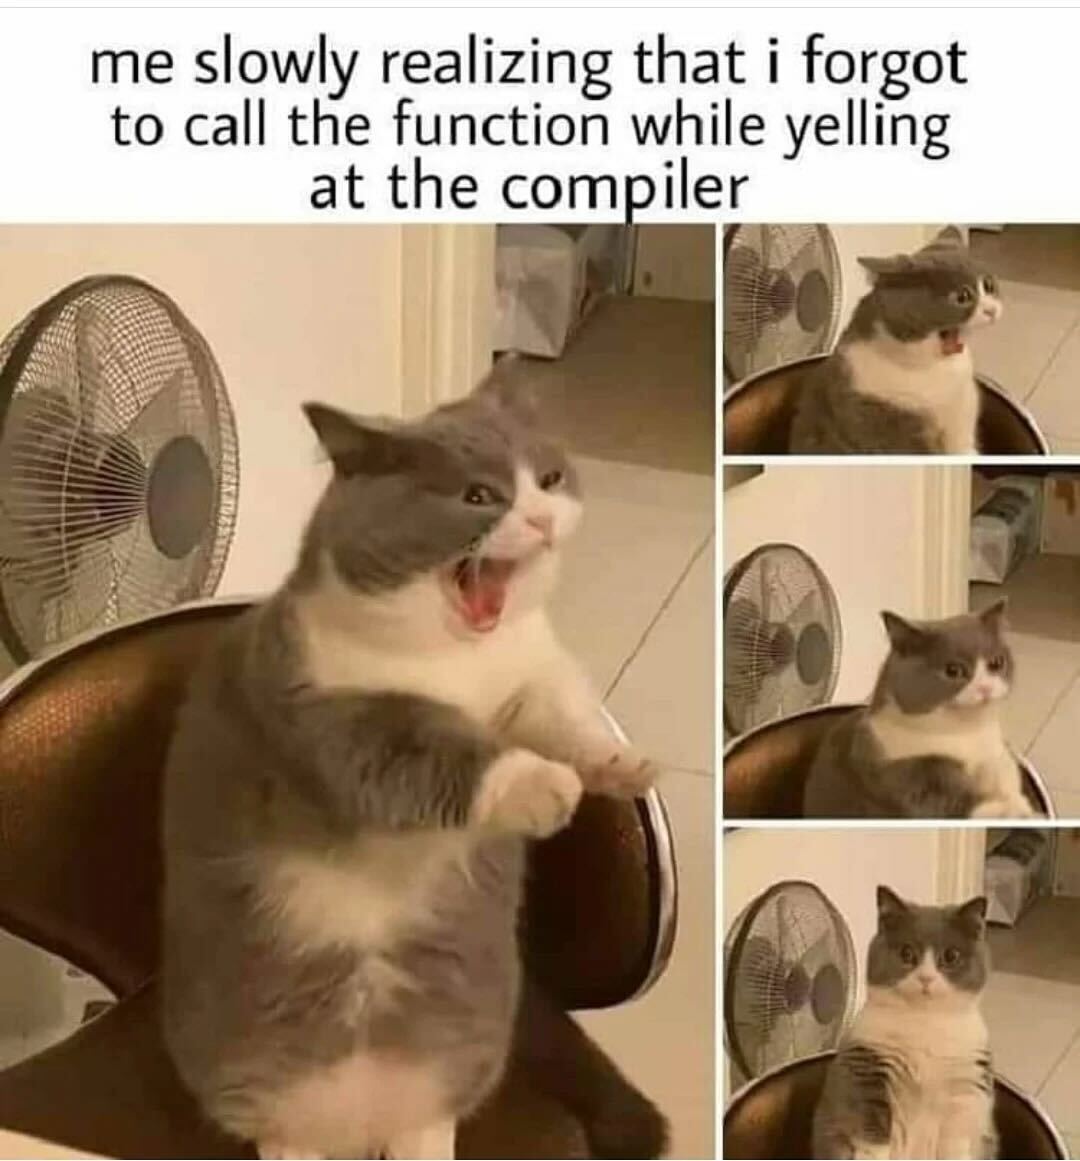 me slowly realizing that i forgot
to call the function while yelling
at the compiler